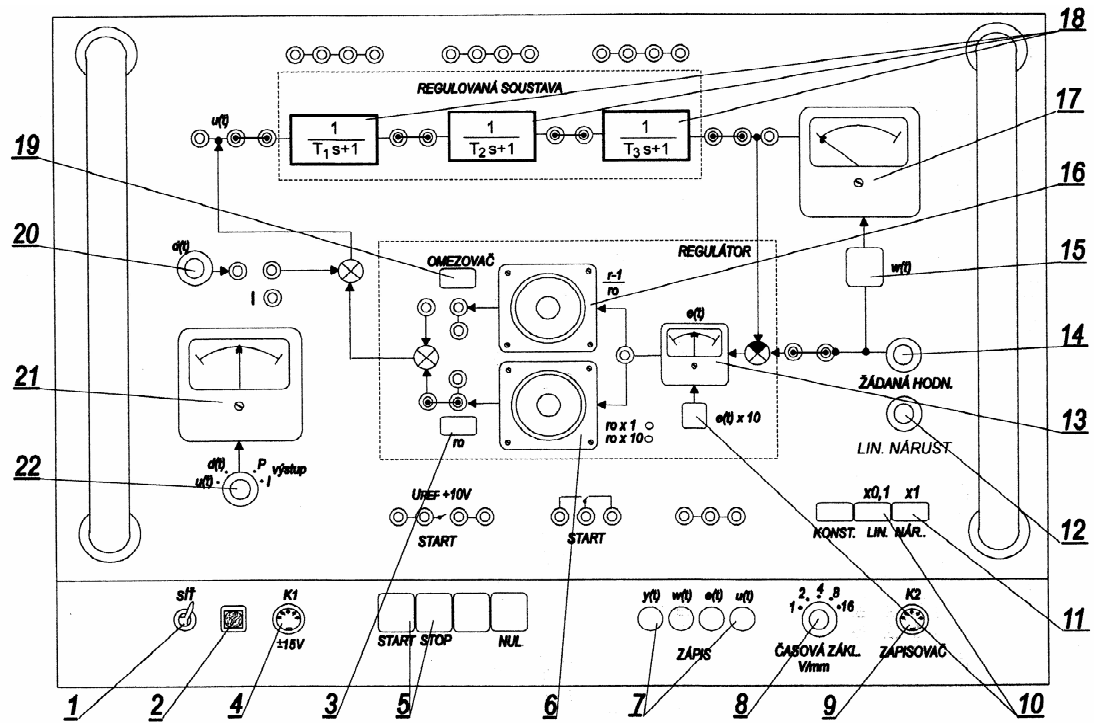 18
REGULOVANÁ SOUSTAVA
17
u(t)
1
T1s+1
1
T2s+1
1
T3s+1
19
16
REGULÁTOR
20
d(t)
OMEZOVAČ
r-1
ro
15
w(t)
I
e(t)
14
ŽÁDANÁ HODN.
21
13
ro
ro x 1
ro x 10
e(t) x 10
LIN. NÁRUST
22
d(t)
P
výstup
u(t)
I
UREF +10V
x0,1
x1
12
START
START
KONST.
LIN.
NÁR..
SÍŤ
K1
y(t)
w(t)
e(t)
u(t)
1
2
4
8
16
K2
11
±15V
START
STOP
NUL
ZÁPIS
ČASOVÁ ZÁKL.
V/mm
ZAPISOVAČ
1
2
4
3
5
6
7
8
9
10